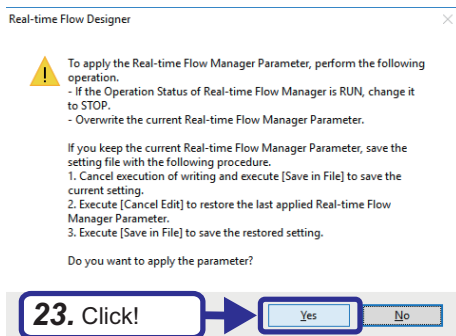 Real-time Flow Designer
To apply the Real-time Flow Manager Parameter, perform the following
operation.
- If the Operation Status of Real-time Flow Manager is RUN, change it
to STOP.
- Overwrite the current Real-time Flow Manager Parameter.
If you keep the current Real-time Flow Manager Parameter, save the
setting file with the following procedure.
1. Cancel execution of writing and execute [Save in File] to save the
current setting.
2. Execute [Cancel Edit] to restore the last applied Real-time Flow
Manager Parameter.
3. Execute [Save in File] to save the restored setting.
Do you want to apply the parameter?
23. Click!
Yes
No